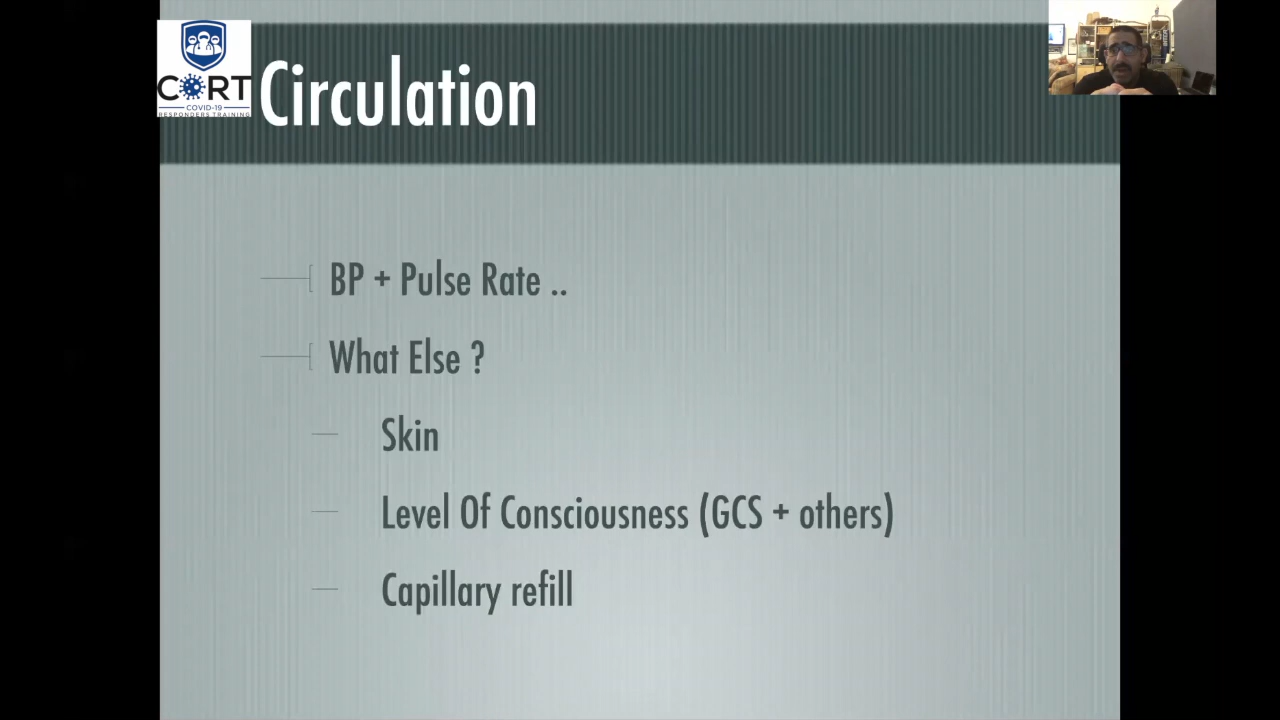 CORT
COVID-19
RESPONDERS TRAINING
Circulation
BP + Pulse Rate ..
What Else ?
Skin
Level Of Consciousness (GCS + others)
Capillary refill